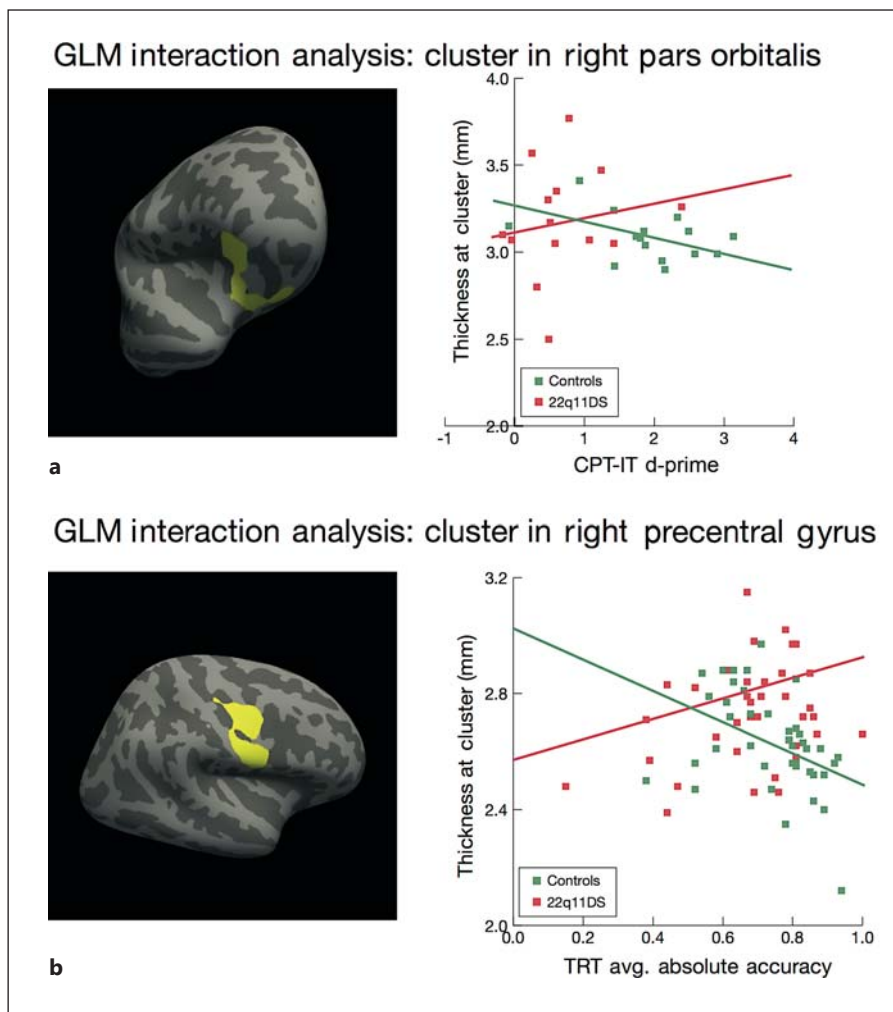 GLM interaction analysis: cluster in right pars orbitalis
4.0
3.5
3.0
2.5
2.0
Thickness at cluster (mm)
Controls
22q11DS
-1 0 1 2 3 4
CPT-IT d-prime
a
GLM interaction analysis: cluster in right precentral gyrus
3.2
2.8
2.4
2.0
Thickness at cluster (mm)
Controls
22q11DS
0.0 0.2 0.4 0.6 0.8 1.0
TRT avg. absolute accuracy
b